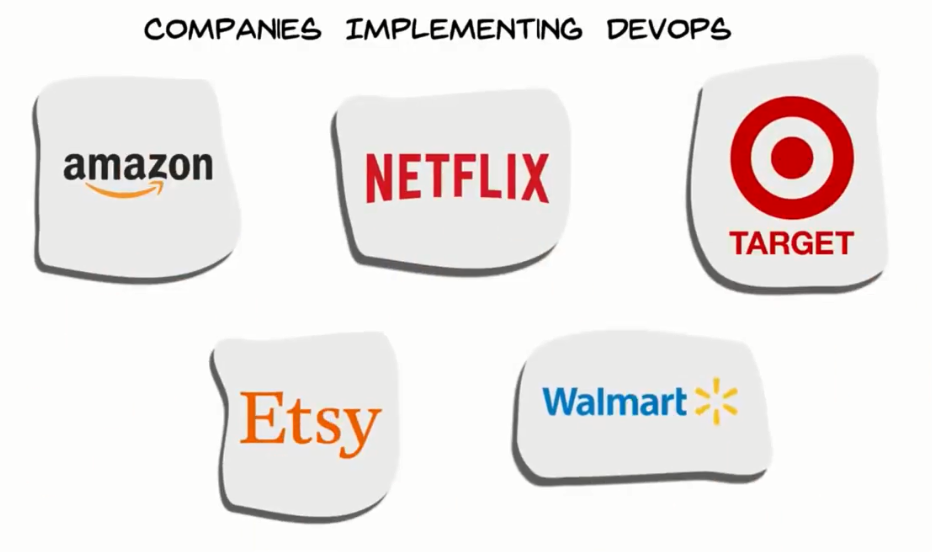 COMPANIES IMPLEMENTING DEVOPS
amazon
NETFLIX
TARGET
Etsy
Walmart